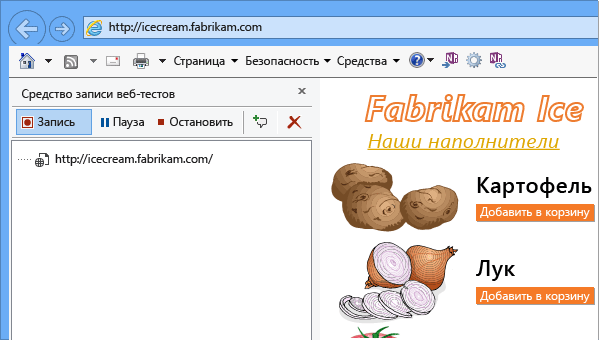 http://icecream.fabrikam.com
Страница Безопасность Средства
Средство записи веб-тестов
Запись Пауза Остановить
http://icecream.fabrikam.com/
Fabrikam Ice
Наши наполнители
Картофель
Добавить в корзину
Лук
Добавить в корзину